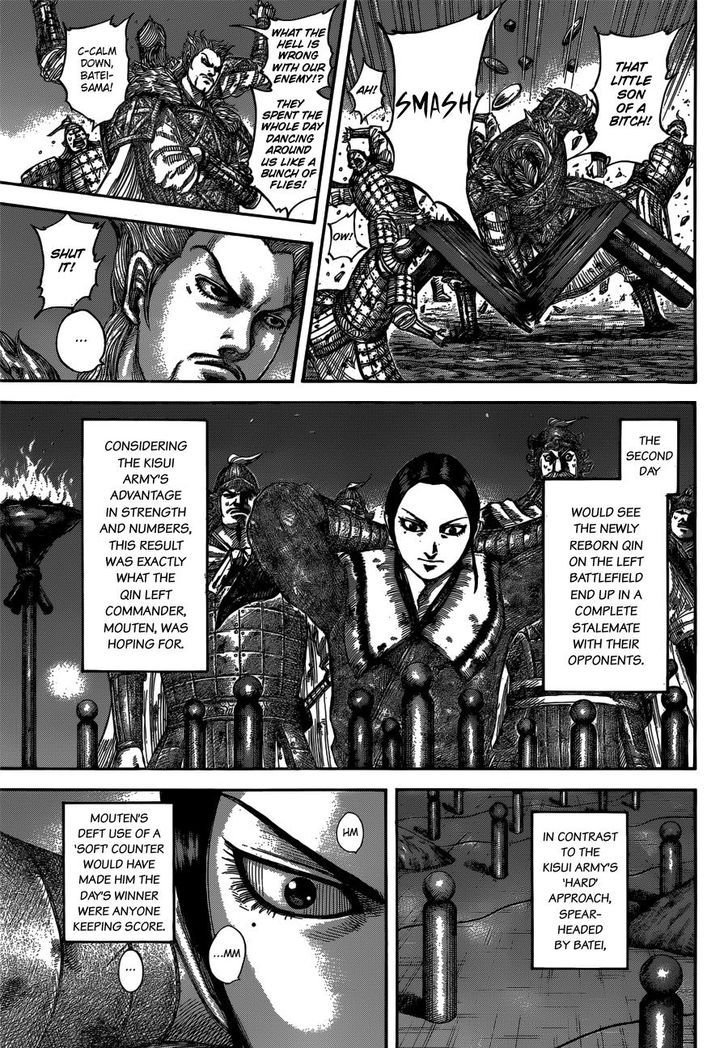 THAT
LITTLE
SON
OF A
BITCH!
SMASH
AH!
OW!
WHAT THE
HELL IS
WRONG
WITH OUR
ENEMY!?
THEY
SPENT THE
WHOLE DAY
DANCING
AROUND
US LIKE A
BUNCH OF
FLIES!
C-CALM
DOWN,
BATEI-
SAMA!
SHUT
IT!
...
THE
SECOND
DAY
WOULD SEE
THE NEWLY
REBORN QIN
ON THE LEFT
BATTLEFIELD
END UP IN A
COMPLETE
STALEMATE
WITH THEIR
OPPONENTS.
CONSIDERING
THE KISUI
ARMY'S
ADVANTAGE
IN STRENGTH
AND NUMBERS,
THIS RESULT
WAS EXACTLY
WHAT THE
QIN LEFT
COMMANDER,
MOUTEN, WAS
HOPING FOR.
IN CONTRAST
TO THE
KISUI ARMY'S
'HARD'
APPROACH,
SPEAR-
HEADED
BY BATEI,
MOUTEN'S
DEFT USE OF A
'SOFT' COUNTER
WOULD HAVE
MADE HIM THE
DAY'S WINNER
WERE ANYONE
KEEPING SCORE.
HM
...MM
...